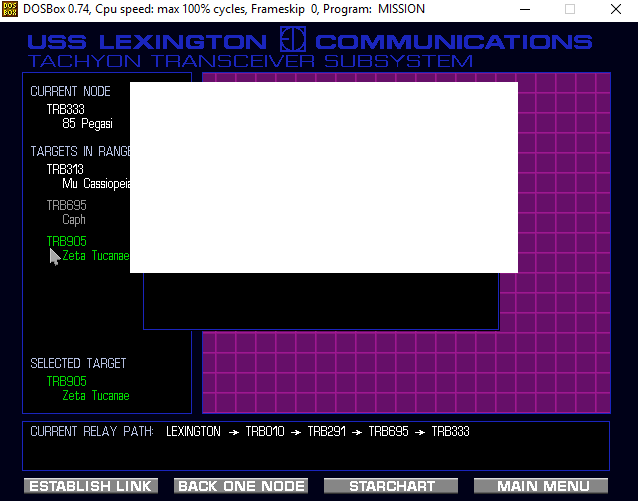 DOSBox 0.74, Cpu speed: max 100% cycles, Frameskip 0, Program: MISSION
USS LEXINGTON COMMUNICATIONS
TACHYON TRANSCEIVER SUBSYSTEM
CURRENT NODE
TRB333
85 Pegasi
TARGETS IN RANGE
TRB313
Mu Cassiopeia
TRB695
Caph
TRB905
Zeta Tucanae
SELECTED TARGET
TRB905
Zeta Tucanae
CURRENT RELAY PATH: LEXINGTON → TRB010 → TRB291 → TRB695 → TRB333
ESTABLISH LINK BACK ONE NODE STARCHART MAIN MENU